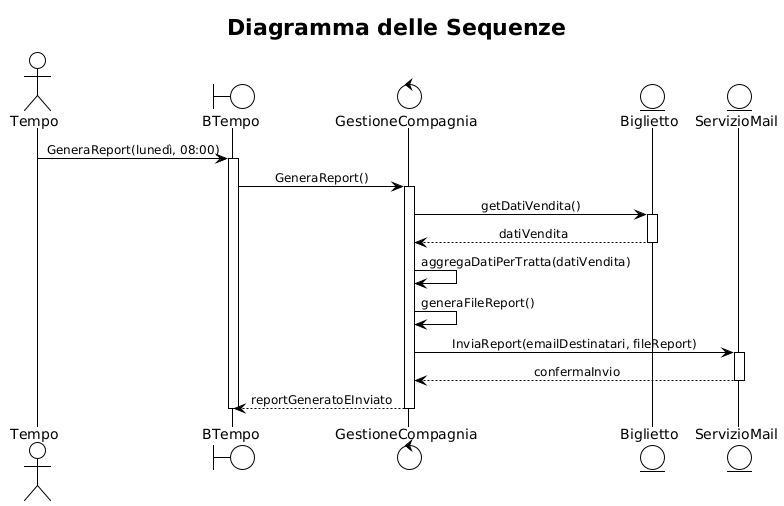 Diagramma delle Sequenze
Tempo
BTempo
GestioneCompagnia
Biglietto
ServizioMail
GeneraReport(lunedì, 08:00)
GeneraReport()
getDatiVendita()
datiVendita
aggregaDatiPerTratta(datiVendita)
generaFileReport()
InviaReport(emailDestinatari, fileReport)
confermaInvio
reportGeneratoEInviato
Tempo
BTempo
GestioneCompagnia
Biglietto
ServizioMail